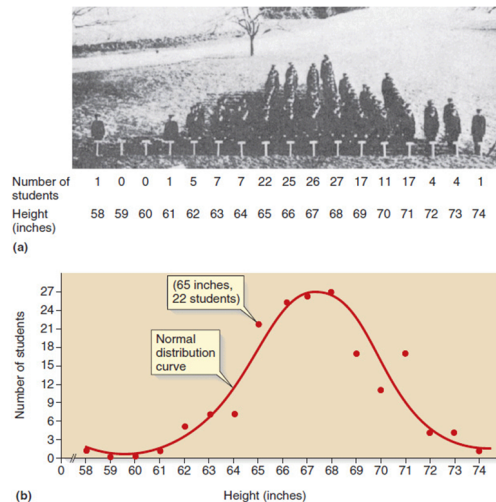 Number of students 1 0 0 1 5 7 7 22 25 26 27 17 11 17 4 4 1
Height (inches) 58 59 60 61 62 63 64 65 66 67 68 69 70 71 72 73 74
(a)
27
24
21
18
15
12
9
6
3
0
Number of students
(65 inches,
22 students)
Normal
distribution
curve
0 58 59 60 61 62 63 64 65 66 67 68 69 70 71 72 73 74
(b)
Height (inches)